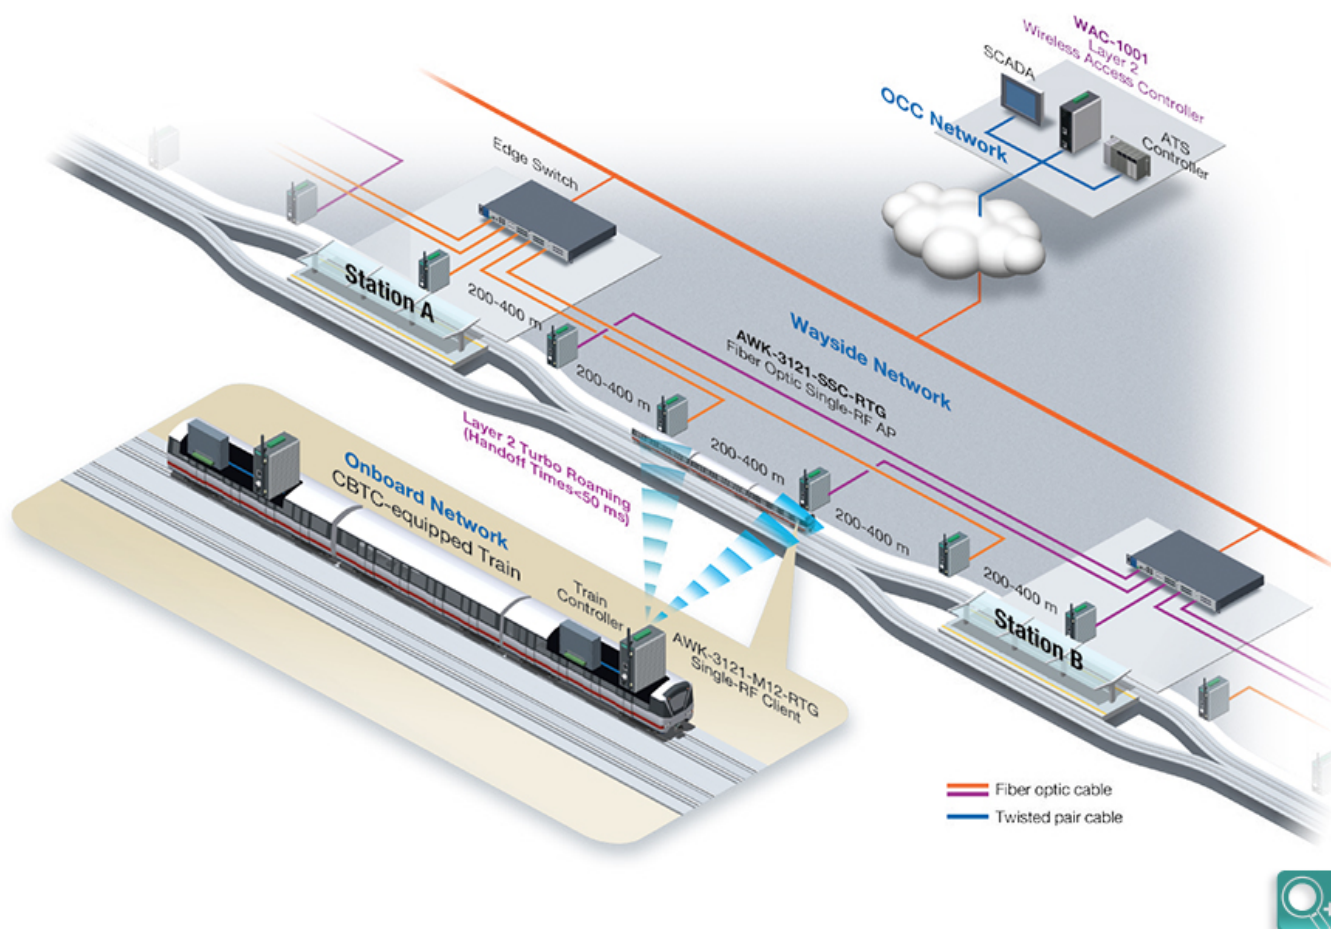 WAC-1001
Layer 2
Wireless Access Controller
SCADA
OCC Network
ATS
Controller
Edge Switch
Station A
200-400 m
Wayside Network
AWK-3121-SSC-RTG
Fiber Optic Single-RF AP
200-400 m
Layer 2 Turbo Roaming
(Handoff Times<50 ms)
200-400 m
Onboard Network
CBTC-equipped Train
200-400 m
Train
Controller
200-400 m
AWK-3121-M12-RTG
Single-RF Client
Station B
Fiber optic cable
Twisted pair cable